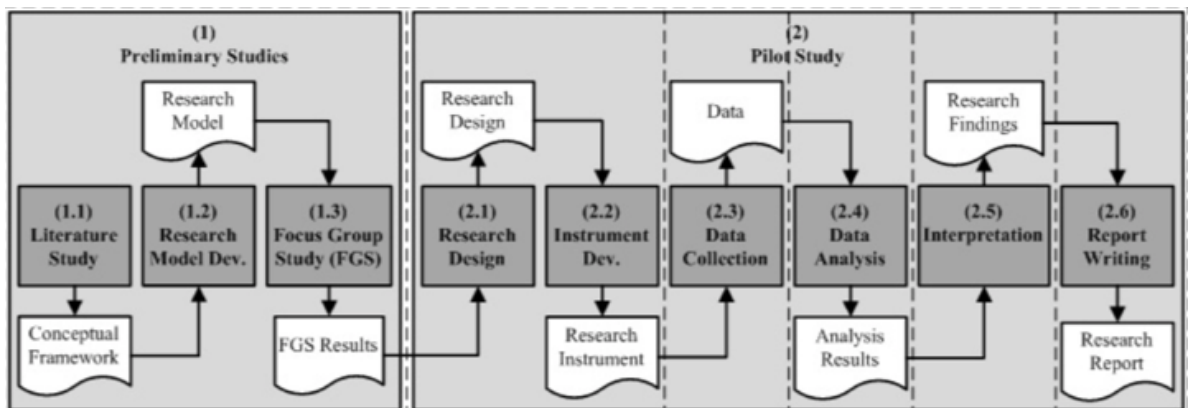 (1)
Preliminary Studies
(2)
Pilot Study
Research
Model
Research
Design
Data
Research
Findings
(1.1)
Literature
Study
(1.2)
Research
Model Dev.
(1.3)
Focus Group
Study (FGS)
(2.1)
Research
Design
(2.2)
Instrument
Dev.
(2.3)
Data
Collection
(2.4)
Data
Analysis
(2.5)
Interpretation
(2.6)
Report
Writing
Conceptual
Framework
FGS Results
Research
Instrument
Analysis
Results
Research
Report